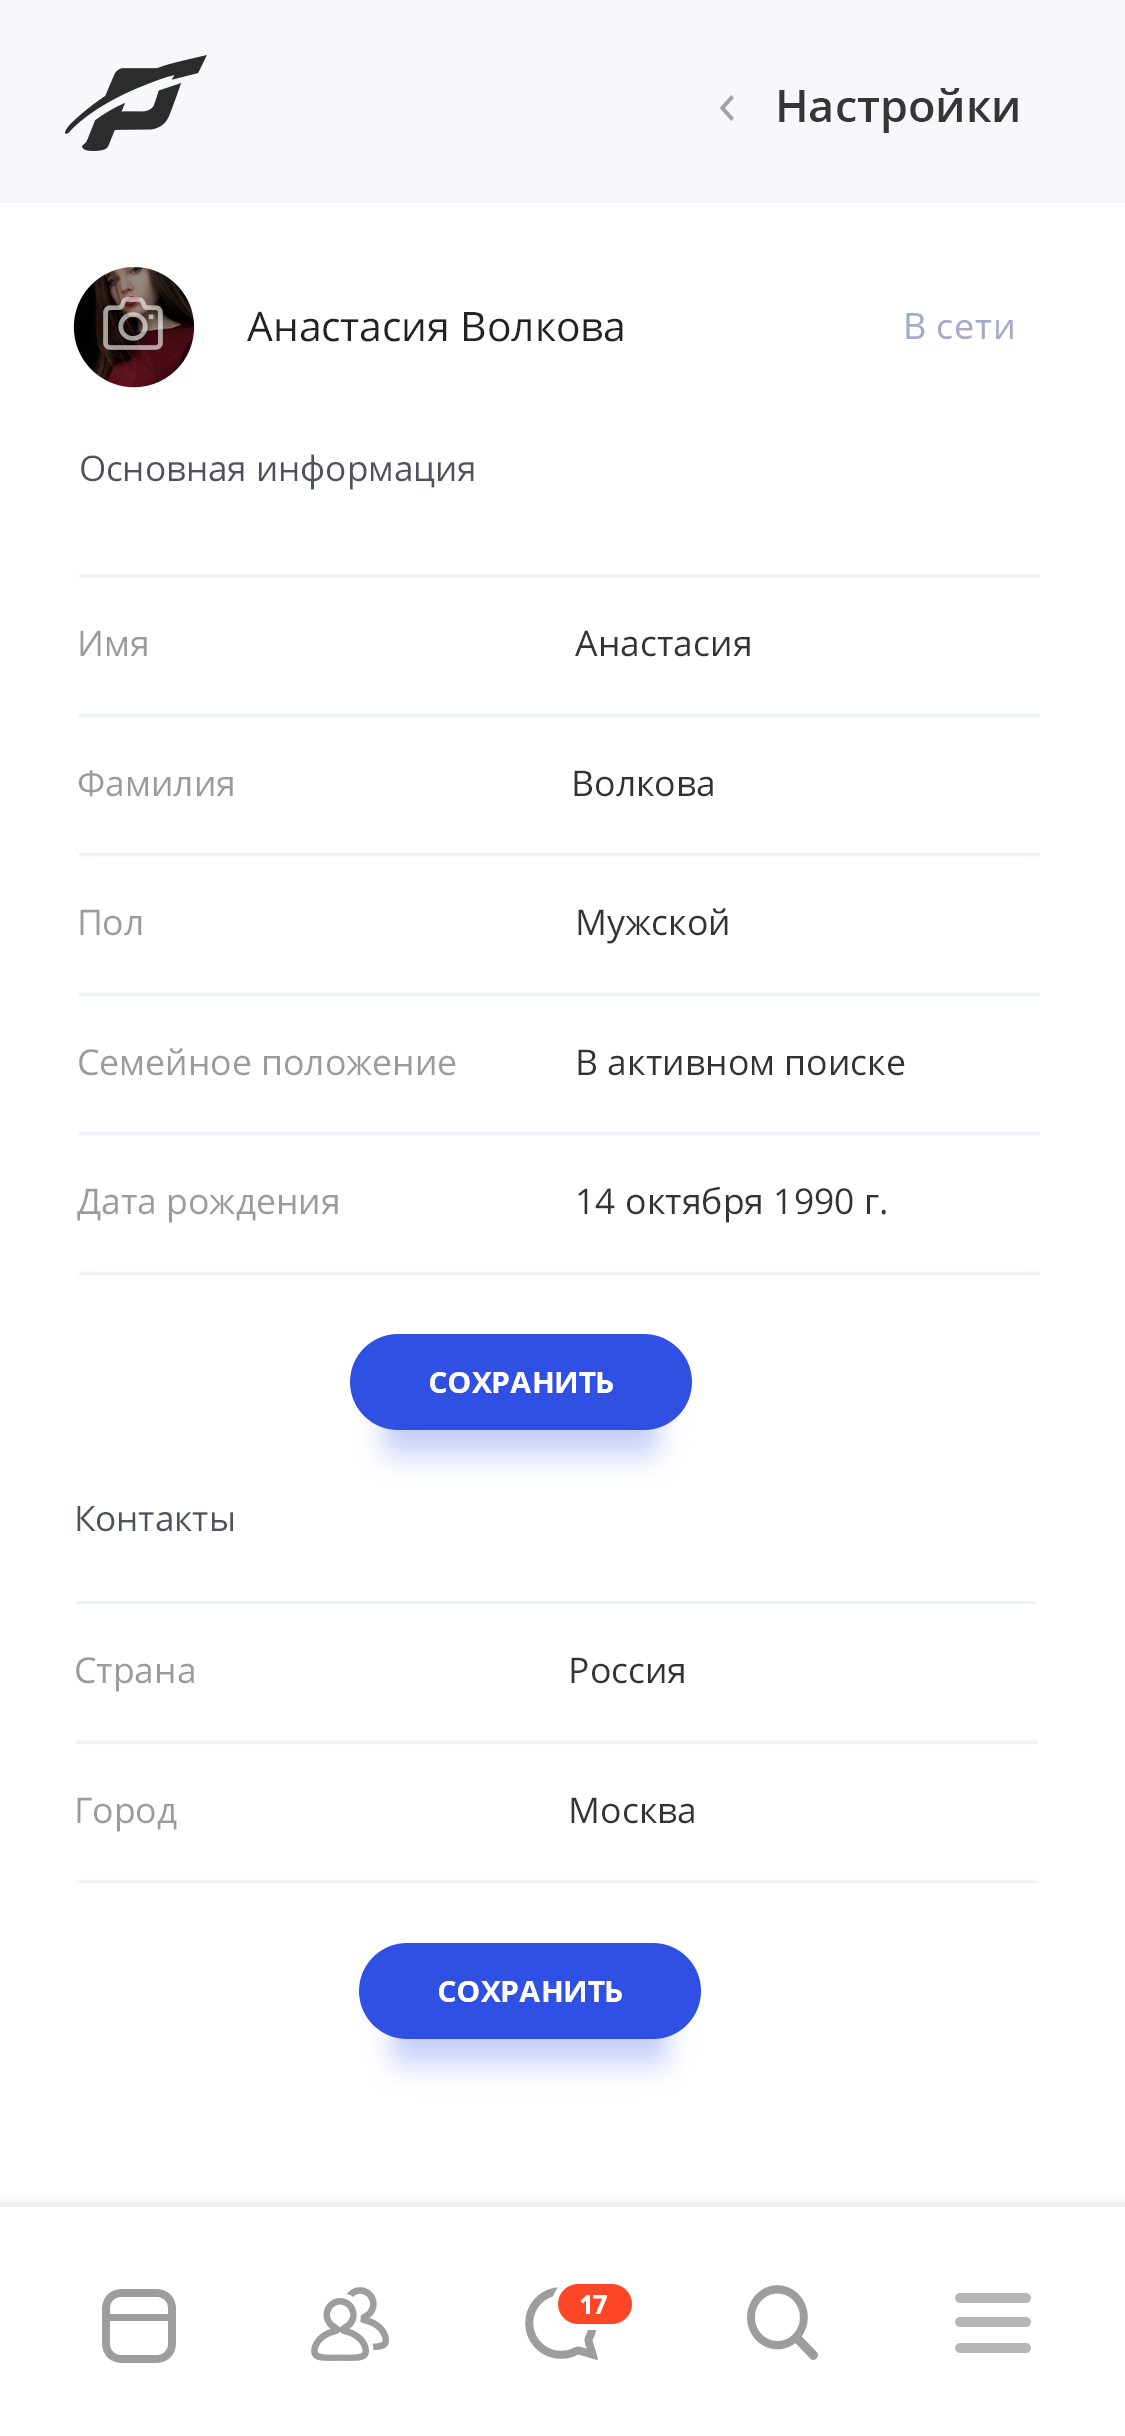 Настройки
Анастасия Волкова
В сети
Основная информация
Имя
Анастасия
Фамилия
Волкова
Пол
Мужской
Семейное положение
В активном поиске
Дата рождения
14 октября 1990 г.
СОХРАНИТЬ
Контакты
Страна
Россия
Город
Москва
СОХРАНИТЬ
17